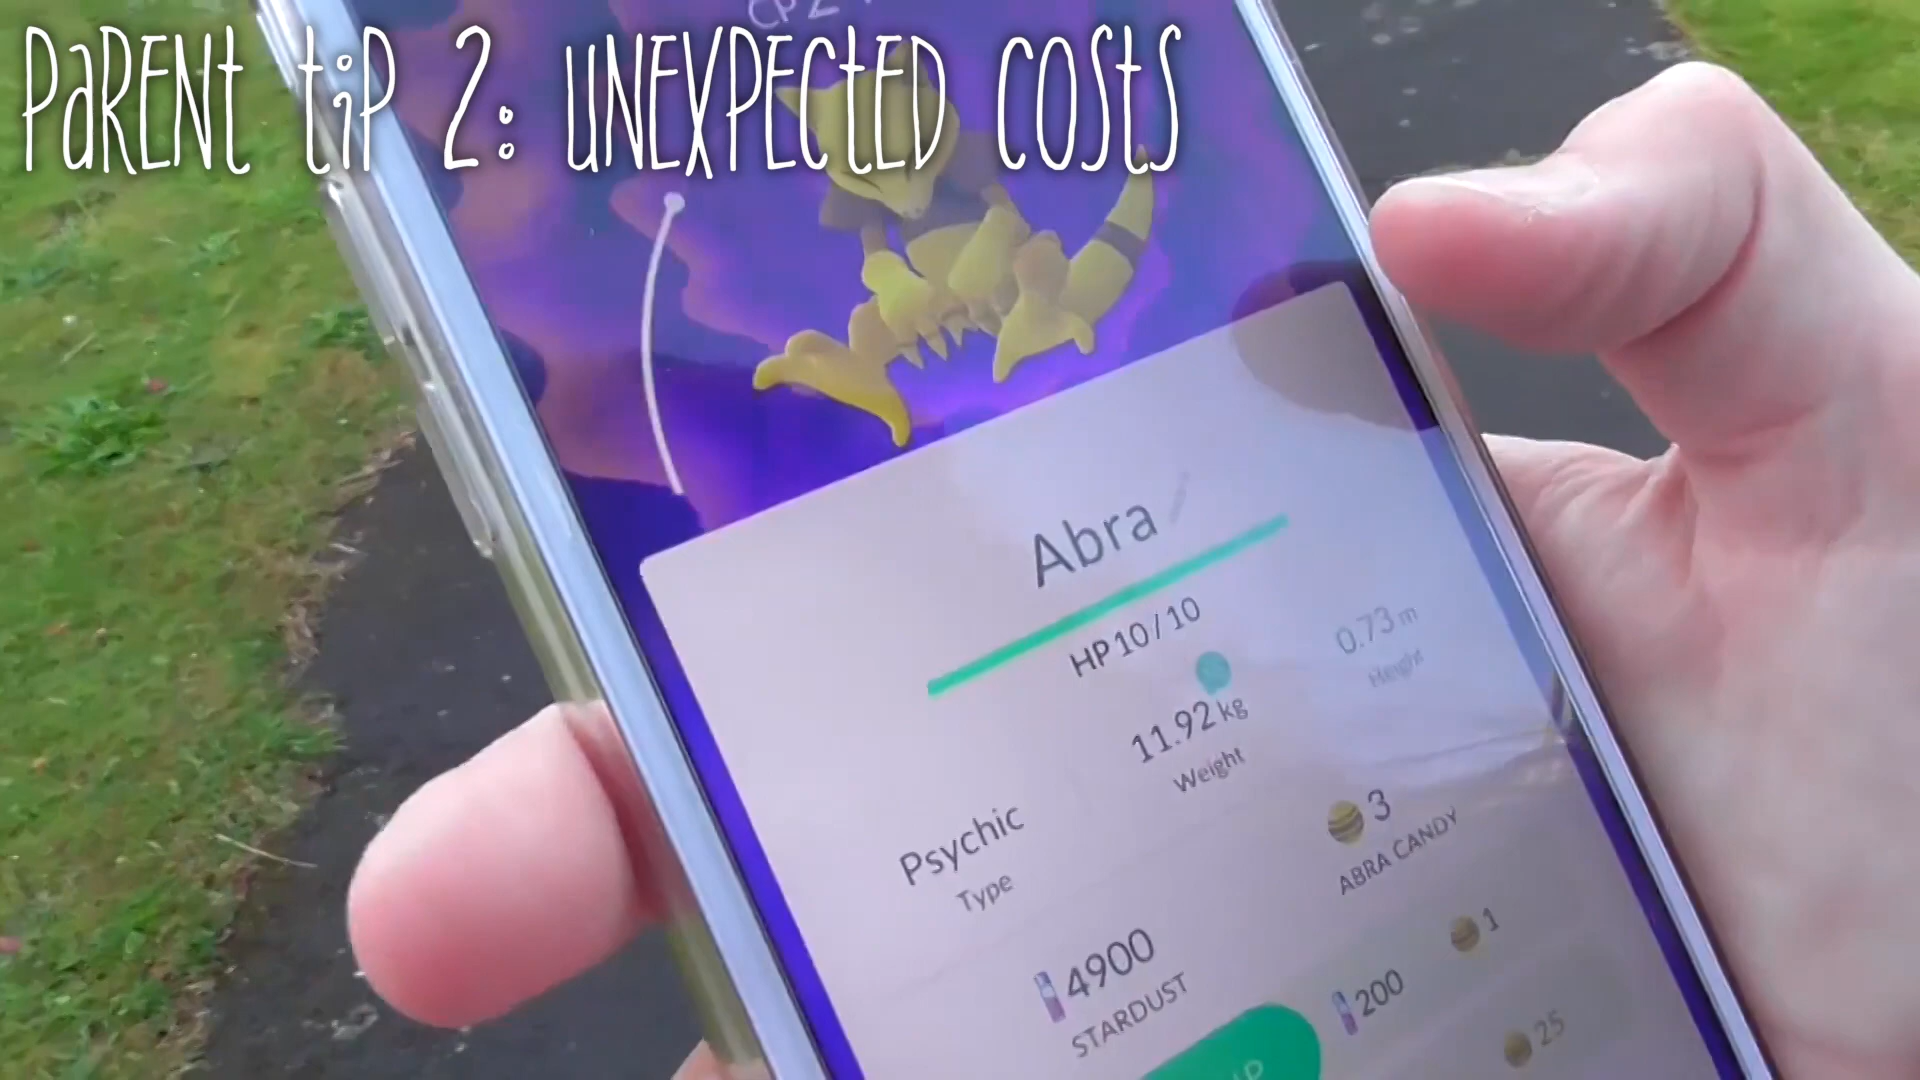 PARENT TIP 2: UNEXPECTED COSTS
Abra
HP 10 / 10
11.92 kg
Weight
0.73 m
Height
Psychic
Type
3
ABRA CANDY
4900
STARDUST
200
1
25